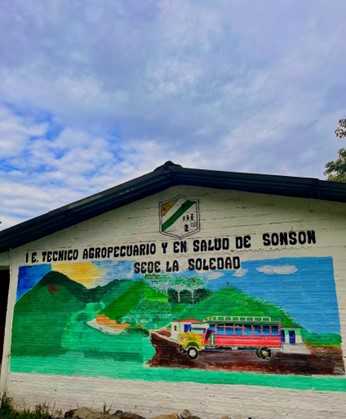 I E. TECNICO AGROPECUARIO Y EN SALUD DE SONSON
SEDE LA SOLEDAD